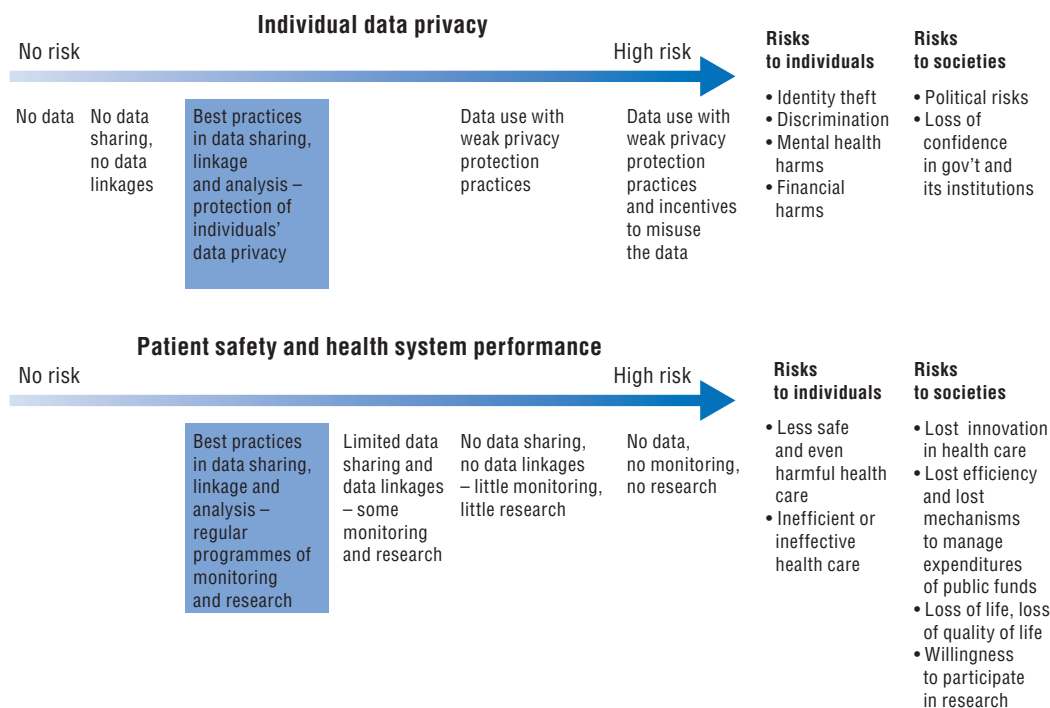 Individual data privacy
No risk
High risk
No data
No data
sharing,
no data
linkages
Best practices
in data sharing,
linkage
and analysis –
protection of
individuals’
data privacy
Data use with
weak privacy
protection
practices
Data use with
weak privacy
protection
practices
and incentives
to misuse
the data
Risks
to individuals
• Identity theft
• Discrimination
• Mental health
harms
• Financial
harms
Risks
to societies
• Political risks
• Loss of
confidence
in gov’t and
its institutions
Patient safety and health system performance
No risk
High risk
Best practices
in data sharing,
linkage and
analysis –
regular
programmes of
monitoring
and research
Limited data
sharing and
data linkages
– some
monitoring
and research
No data sharing,
no data linkages
– little monitoring,
little research
No data,
no monitoring,
no research
Risks
to individuals
• Less safe
and even
harmful health
care
• Inefficient or
ineffective
health care
Risks
to societies
• Lost innovation
in health care
• Lost efficiency
and lost
mechanisms
to manage
expenditures
of public funds
• Loss of life, loss
of quality of life
• Willingness
to participate
in research